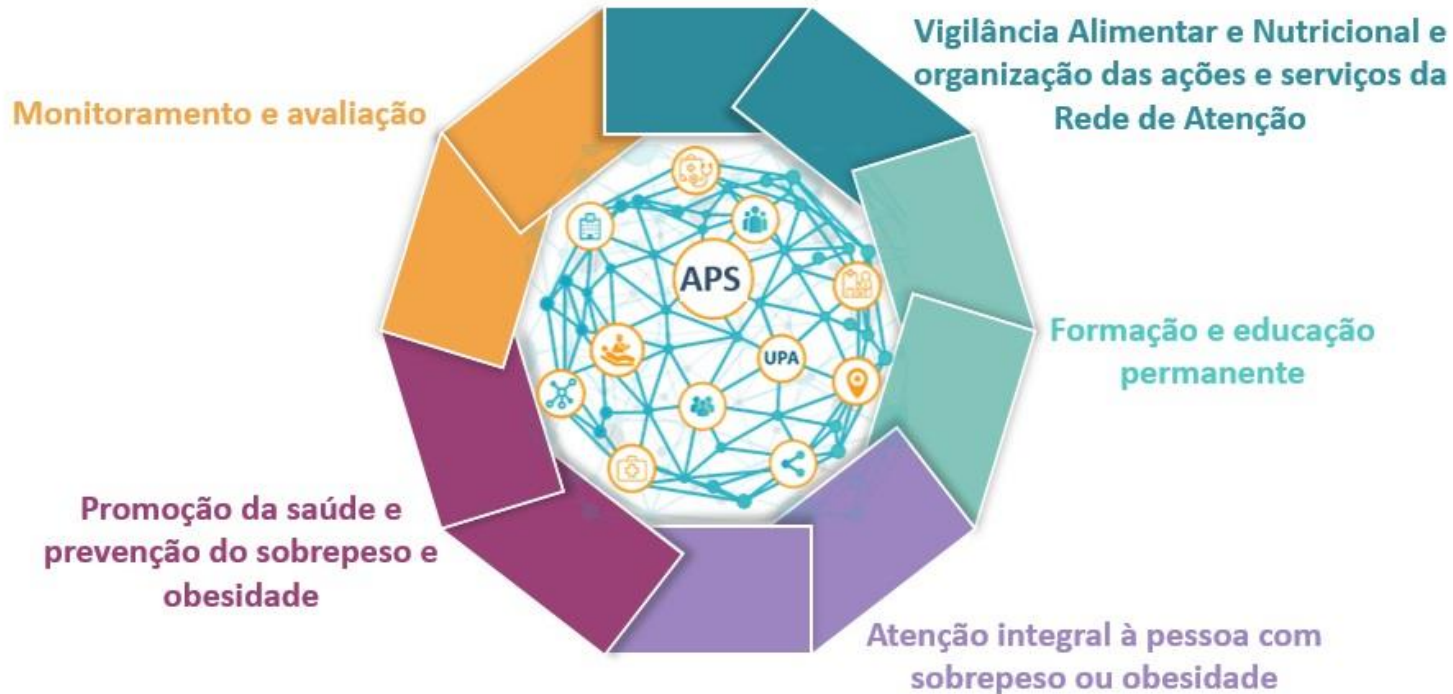 Vigilância Alimentar e Nutricional e
organização das ações e serviços da
Rede de Atenção
Monitoramento e avaliação
APS
UPA
Formação e educação
permanente
Promoção da saúde e
prevenção do sobrepeso e
obesidade
Atenção integral à pessoa com
sobrepeso ou obesidade